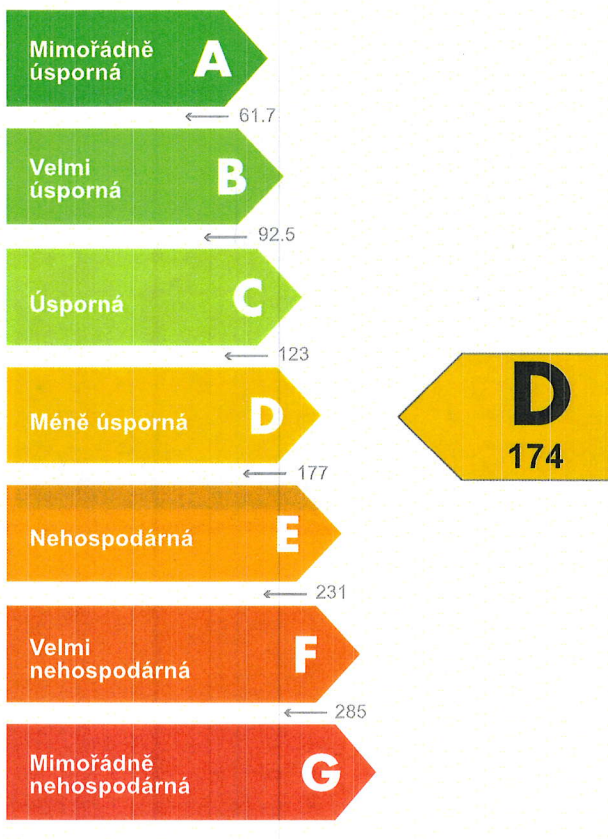 Mimořádně
úsporná
A
61.7
Velmi
úsporná
B
92.5
Úsporná
C
123
Méně úsporná
D
177
D
174
Nehospodárná
E
231
Velmi
nehospodárná
F
285
Mimořádně
nehospodárná
G